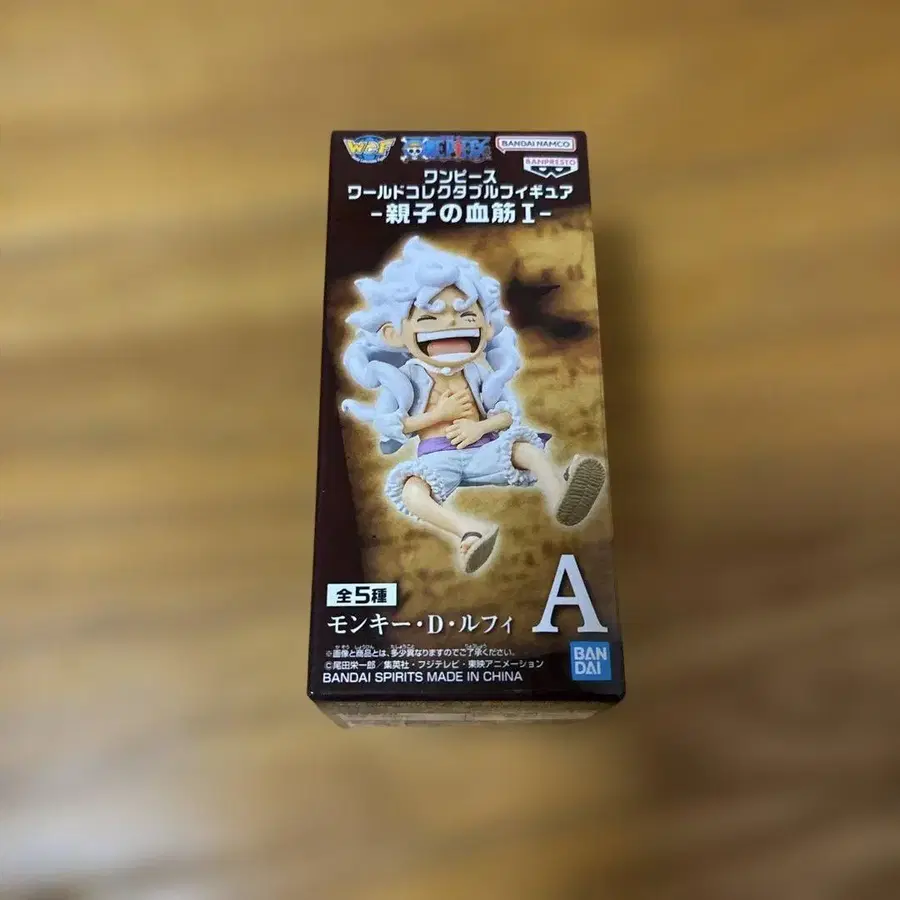 WCF ONE PIECE BANDAI NAMCO
BANPRESTO
ワンピース
ワールドコレクタブルフィギュア
-親子の血筋I-
全5種
A
モンキー・D・ルフィ
※画像と商品とは、多少異なりますのでご了承ください。
©尾田栄一郎／集英社・フジテレビ・東映アニメーション
BANDAI SPIRITS MADE IN CHINA
BAN
DAI